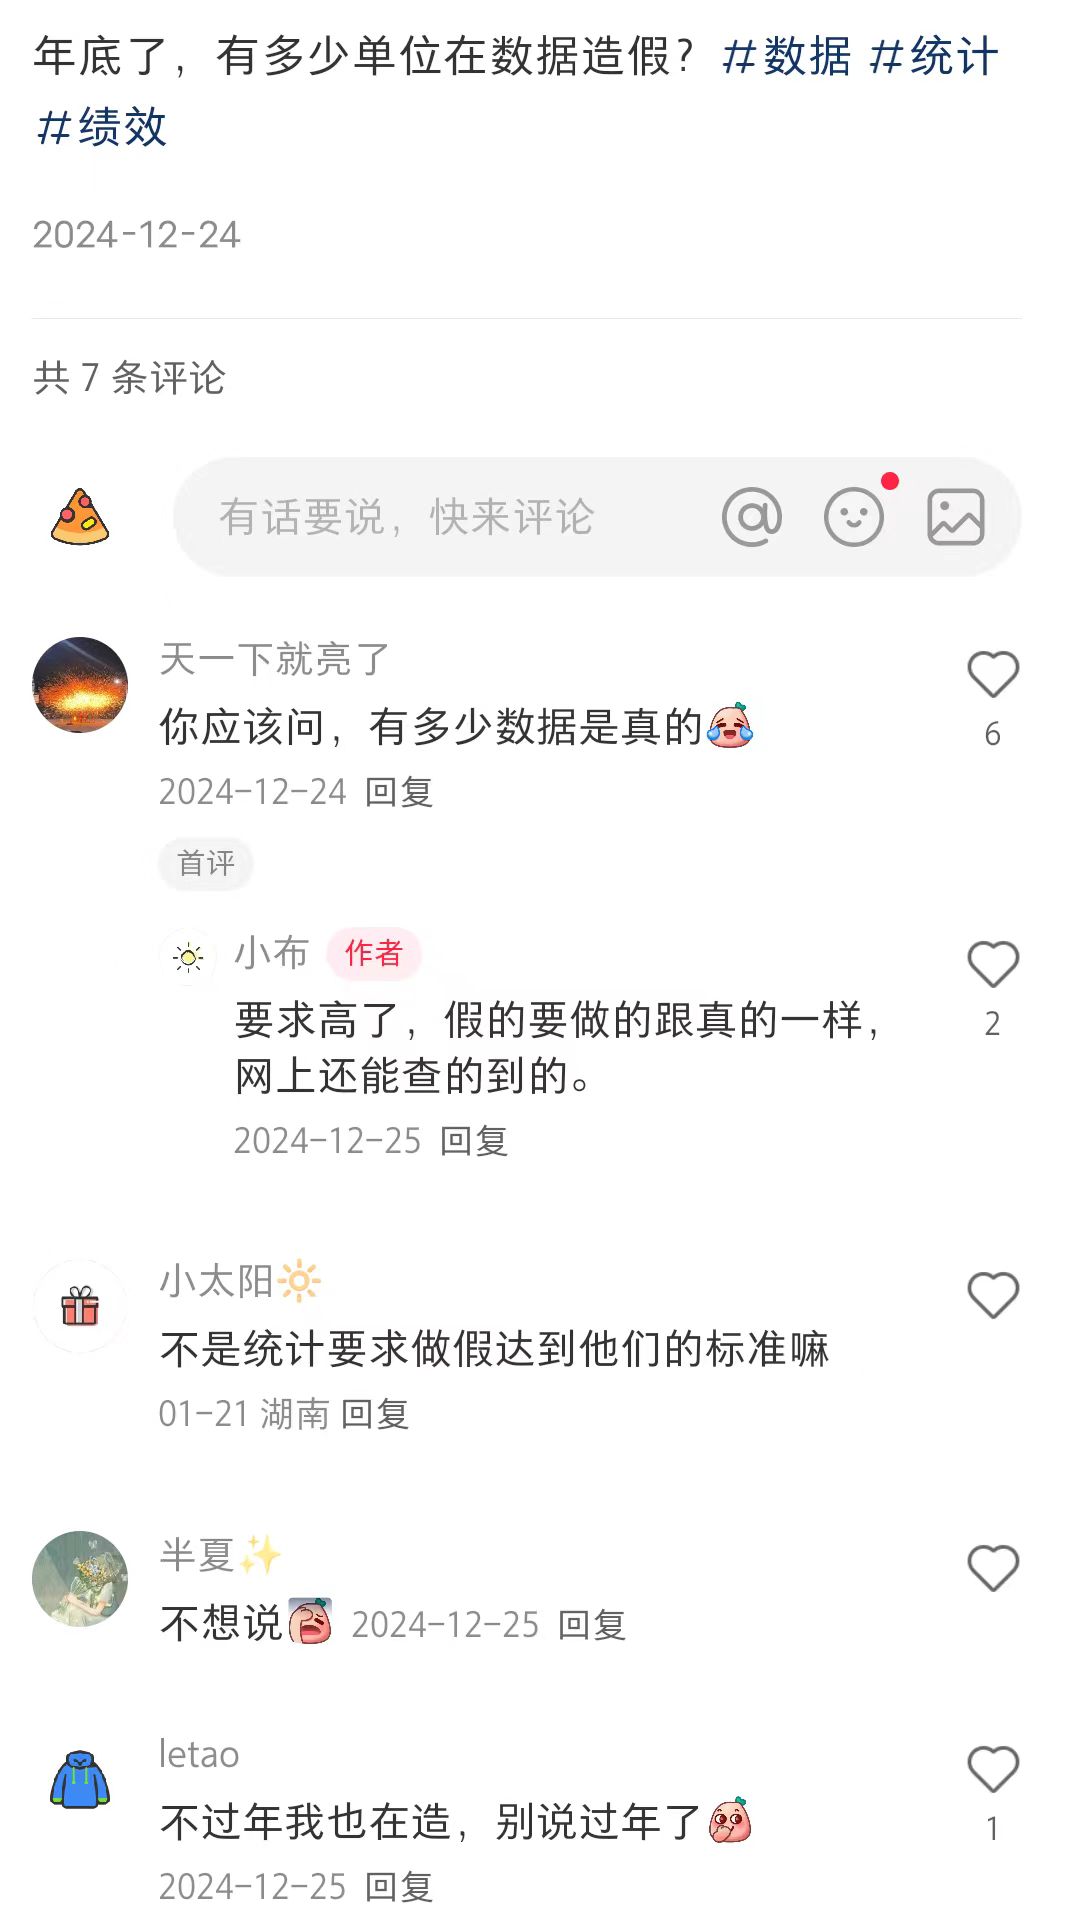 年底了，有多少单位在数据造假？#数据 #统计
#绩效
2024-12-24
共 7 条评论
有话要说，快来评论
天一下就亮了
你应该问，有多少数据是真的
6
2024-12-24 回复
首评
小布 作者
要求高了，假的要做的跟真的一样，
2
网上还能查的到的。
2024-12-25 回复
小太阳
不是统计要求做假达到他们的标准嘛
01-21 湖南 回复
半夏
不想说 2024-12-25 回复
letao
不过年我也在造，别说过年了
1
2024-12-25 回复